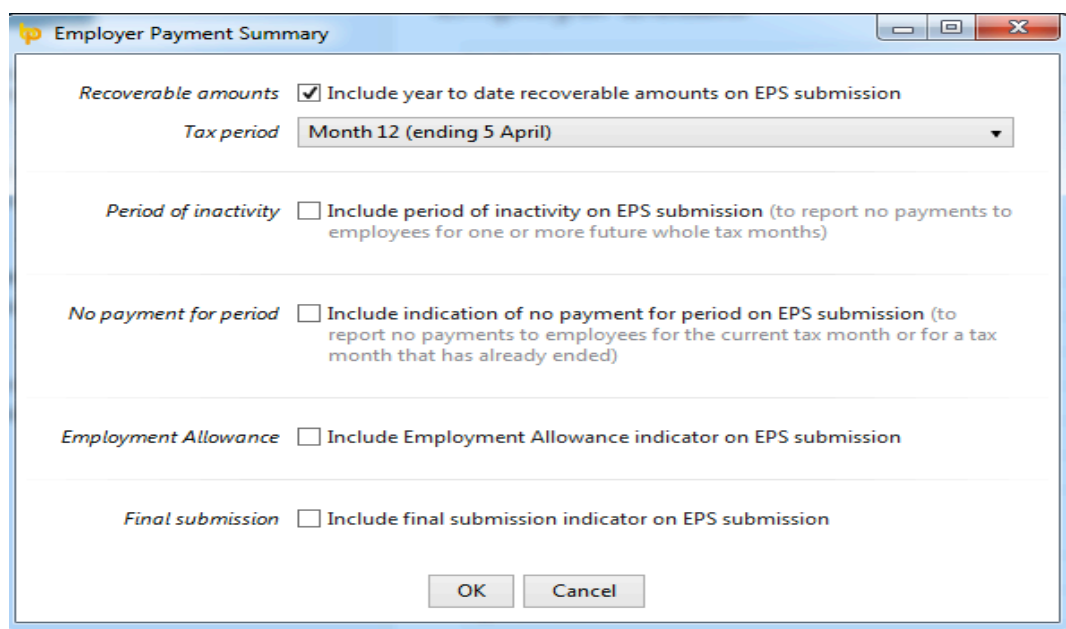 Employer Payment Summary
Recoverable amounts Include year to date recoverable amounts on EPS submission
Tax period Month 12 (ending 5 April)
Period of inactivity Include period of inactivity on EPS submission (to report no payments to
employees for one or more future whole tax months)
No payment for period Include indication of no payment for period on EPS submission (to
report no payments to employees for the current tax month or for a tax
month that has already ended)
Employment Allowance Include Employment Allowance indicator on EPS submission
Final submission Include final submission indicator on EPS submission
OK Cancel